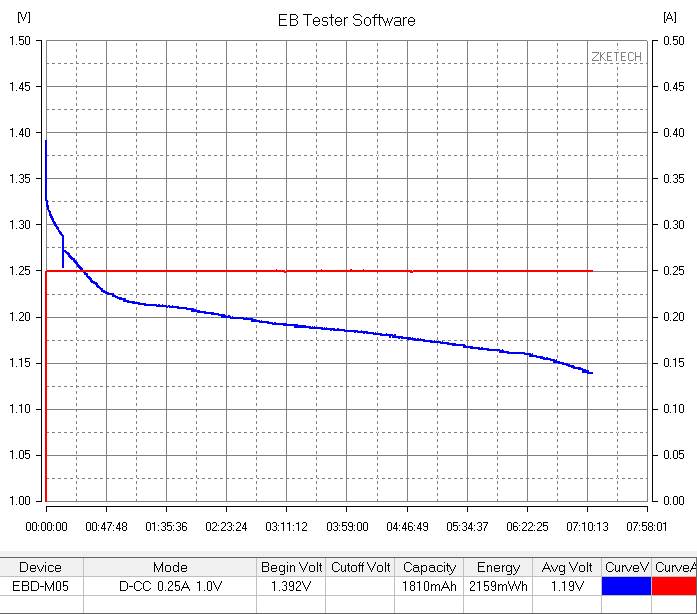 [V] EB Tester Software [A]
ZKETECH
1.50 0.50
1.45 0.45
1.40 0.40
1.35 0.35
1.30 0.30
1.25 0.25
1.20 0.20
1.15 0.15
1.10 0.10
1.05 0.05
1.00 0.00
00:00:00 00:47:48 01:35:36 02:23:24 03:11:12 03:59:00 04:46:49 05:34:37 06:22:25 07:10:13 07:58:01
Device Mode Begin Volt Cutoff Volt Capacity Energy Avg Volt CurveV CurveA
EBD-M05 D-CC 0.25A 1.0V 1.392V 1810mAh 2159mWh 1.19V